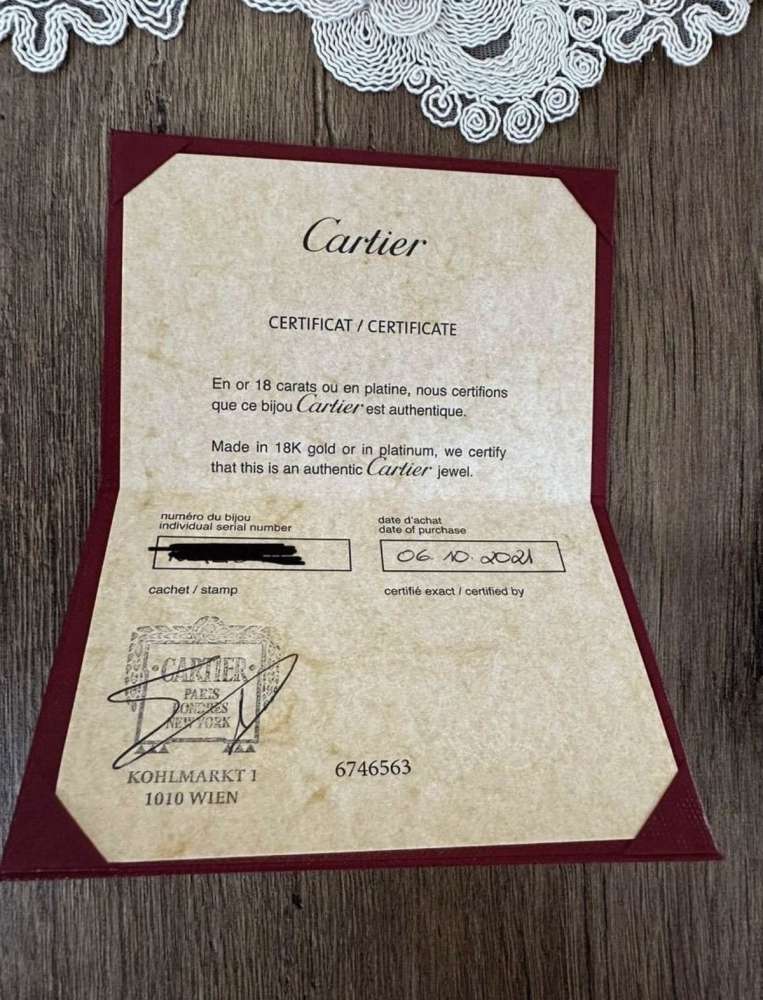 Cartier
CERTIFICAT / CERTIFICATE
En or 18 carats ou en platine, nous certifions
que ce bijou Cartier est authentique.
Made in 18K gold or in platinum, we certify
that this is an authentic Cartier jewel.
numéro du bijou
individual serial number
date d'achat
date of purchase
06.10.2021
cachet / stamp
certifié exact / certified by
CARTIER
PARIS
LONDRES
NEW YORK
KOHLMARKT 1
1010 WIEN
6746563